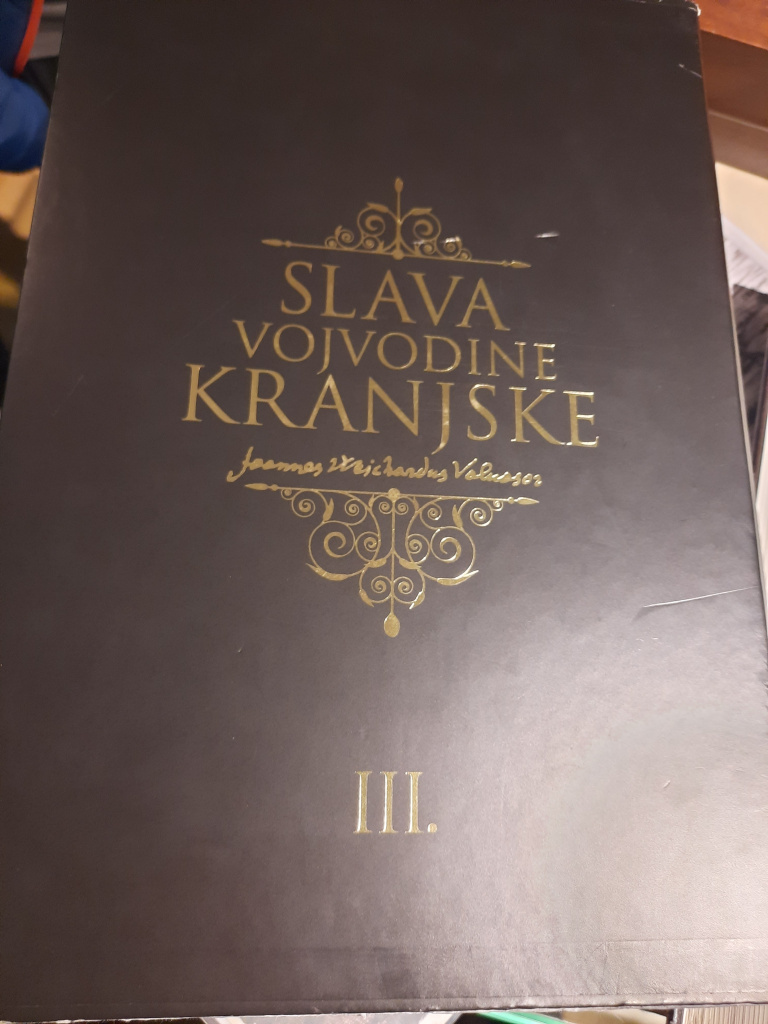 SLAVA
VOJVODINE
KRANJSKE
Joannes Weichardus Valvasor
III.